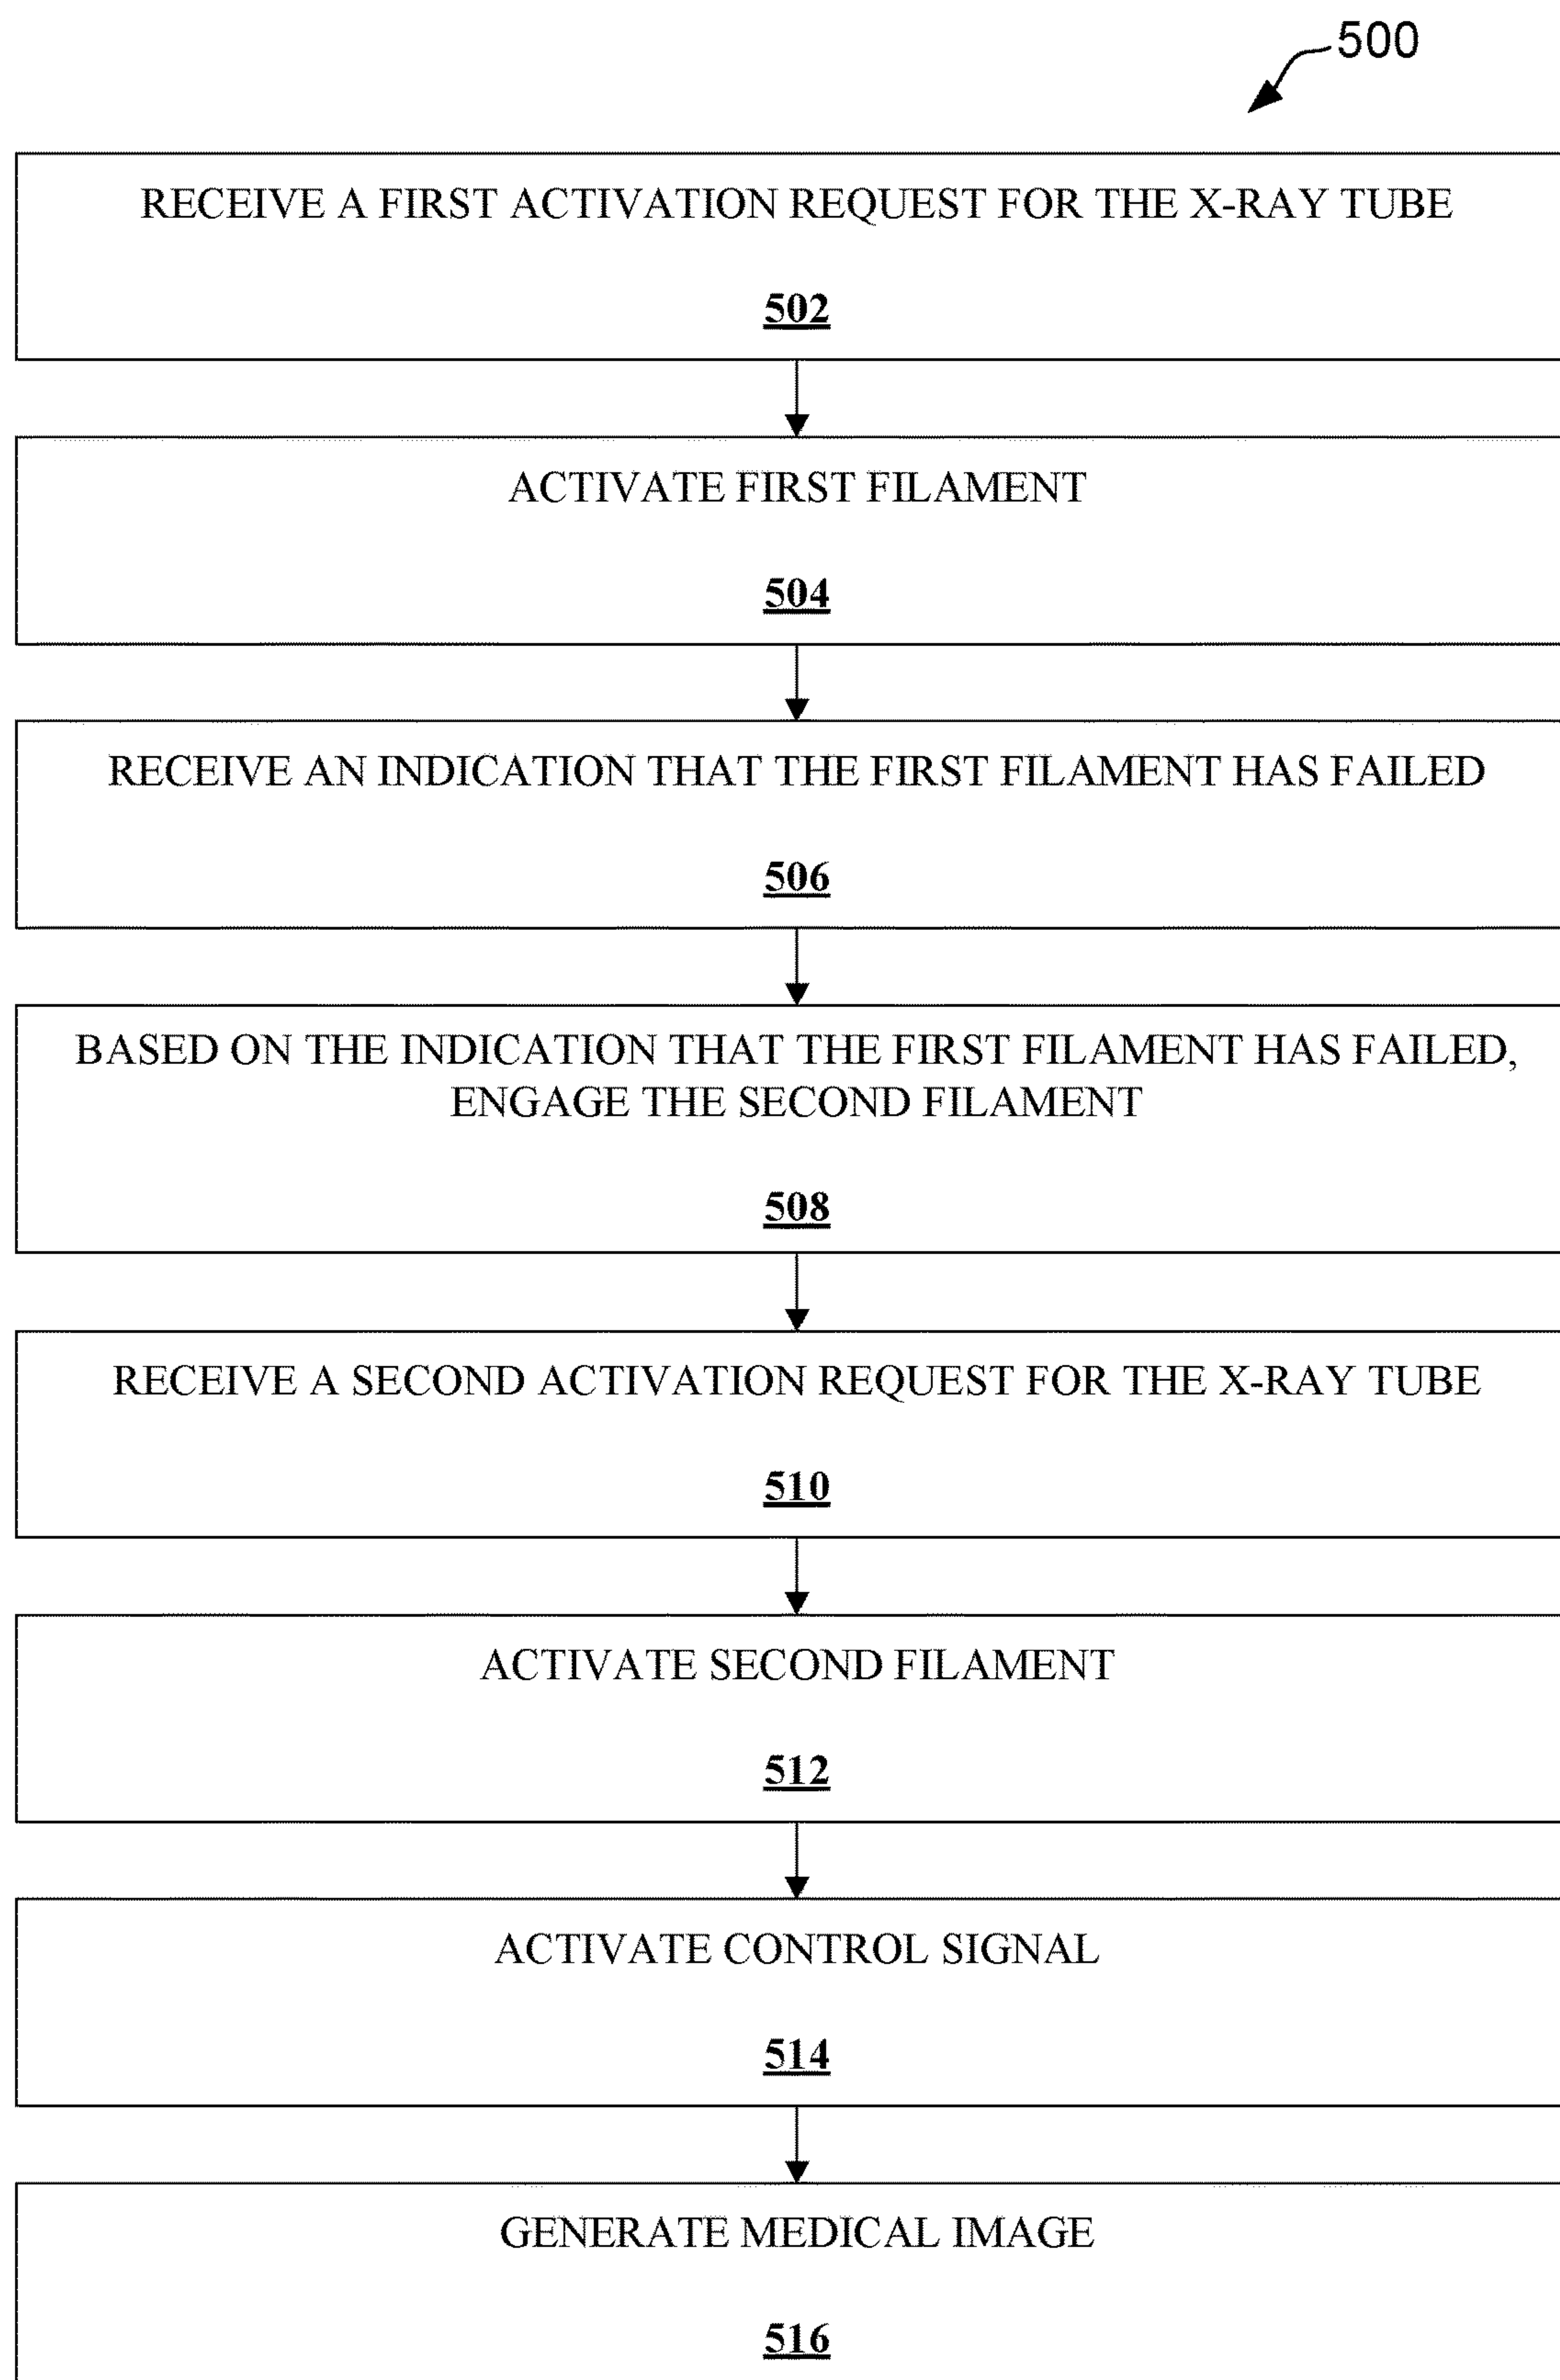 500
RECEIVE A FIRST ACTIVATION REQUEST FOR THE X-RAY TUBE
502
ACTIVATE FIRST FILAMENT
504
RECEIVE AN INDICATION THAT THE FIRST FILAMENT HAS FAILED
506
BASED ON THE INDICATION THAT THE FIRST FILAMENT HAS FAILED,
ENGAGE THE SECOND FILAMENT
508
RECEIVE A SECOND ACTIVATION REQUEST FOR THE X-RAY TUBE
510
ACTIVATE SECOND FILAMENT
512
ACTIVATE CONTROL SIGNAL
514
GENERATE MEDICAL IMAGE
516